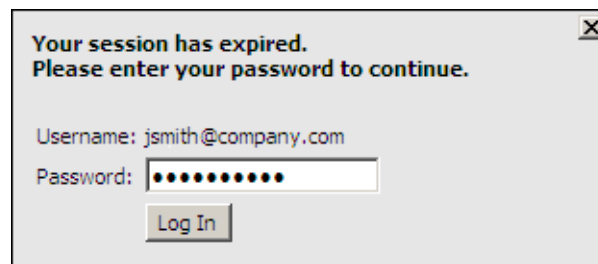 Your session has expired.
Please enter your password to continue.
Username: jsmith@company.com
Password: ●●●●●●●●●●
Log In